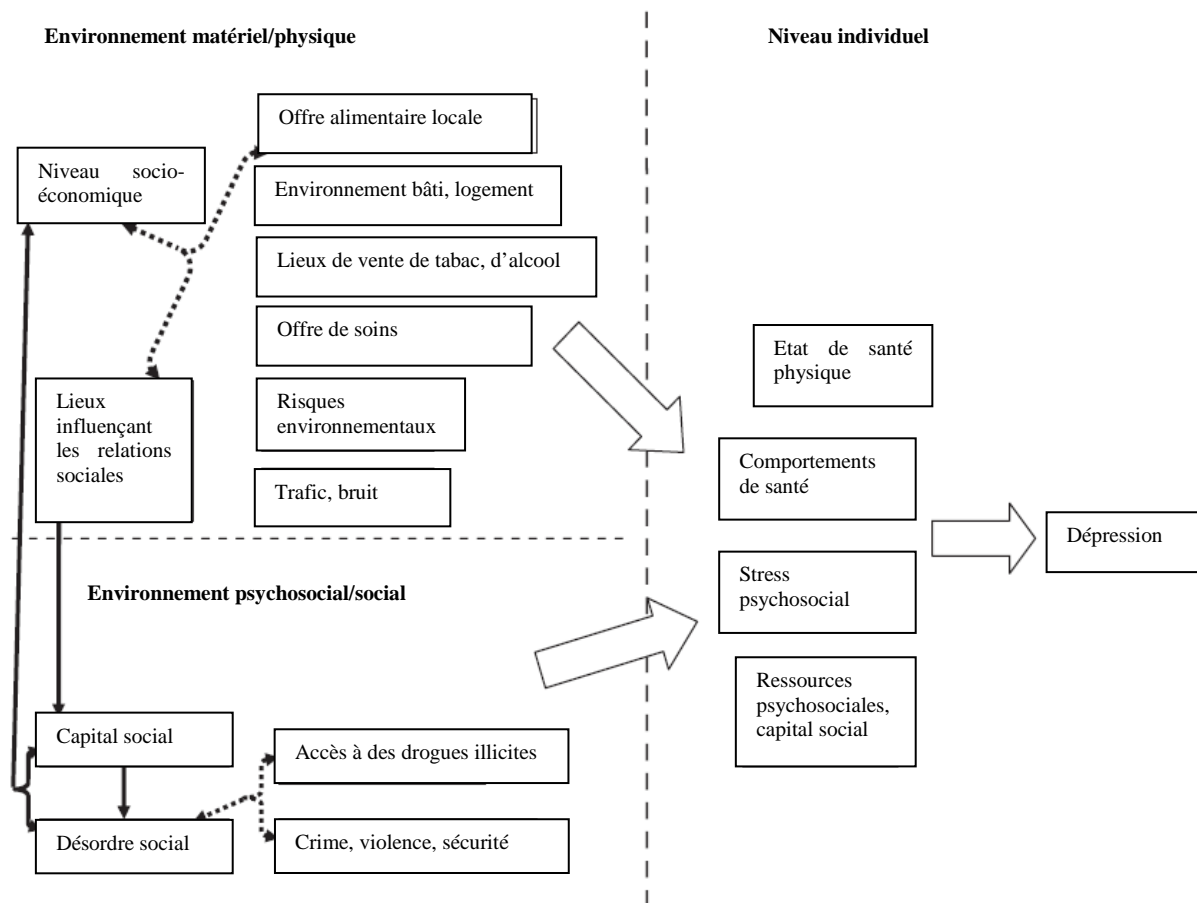 Environnement matériel/physique
Niveau individuel
Offre alimentaire locale
Niveau socio-
économique
Environnement bâti, logement
Lieux de vente de tabac, d’alcool
Offre de soins
Etat de santé
physique
Lieux
influençant
les relations
sociales
Risques
environnementaux
Comportements
de santé
Trafic, bruit
Dépression
Stress
psychosocial
Environnement psychosocial/social
Ressources
psychosociales,
capital social
Capital social
Accès à des drogues illicites
Désordre social
Crime, violence, sécurité